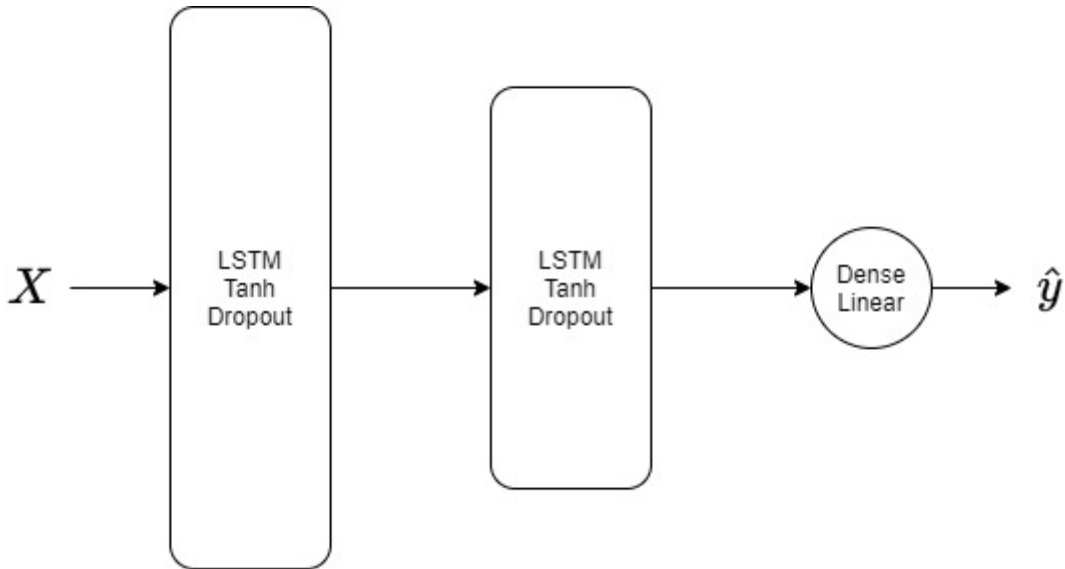 X
LSTM
Tanh
Dropout
LSTM
Tanh
Dropout
Dense
Linear
ŷ